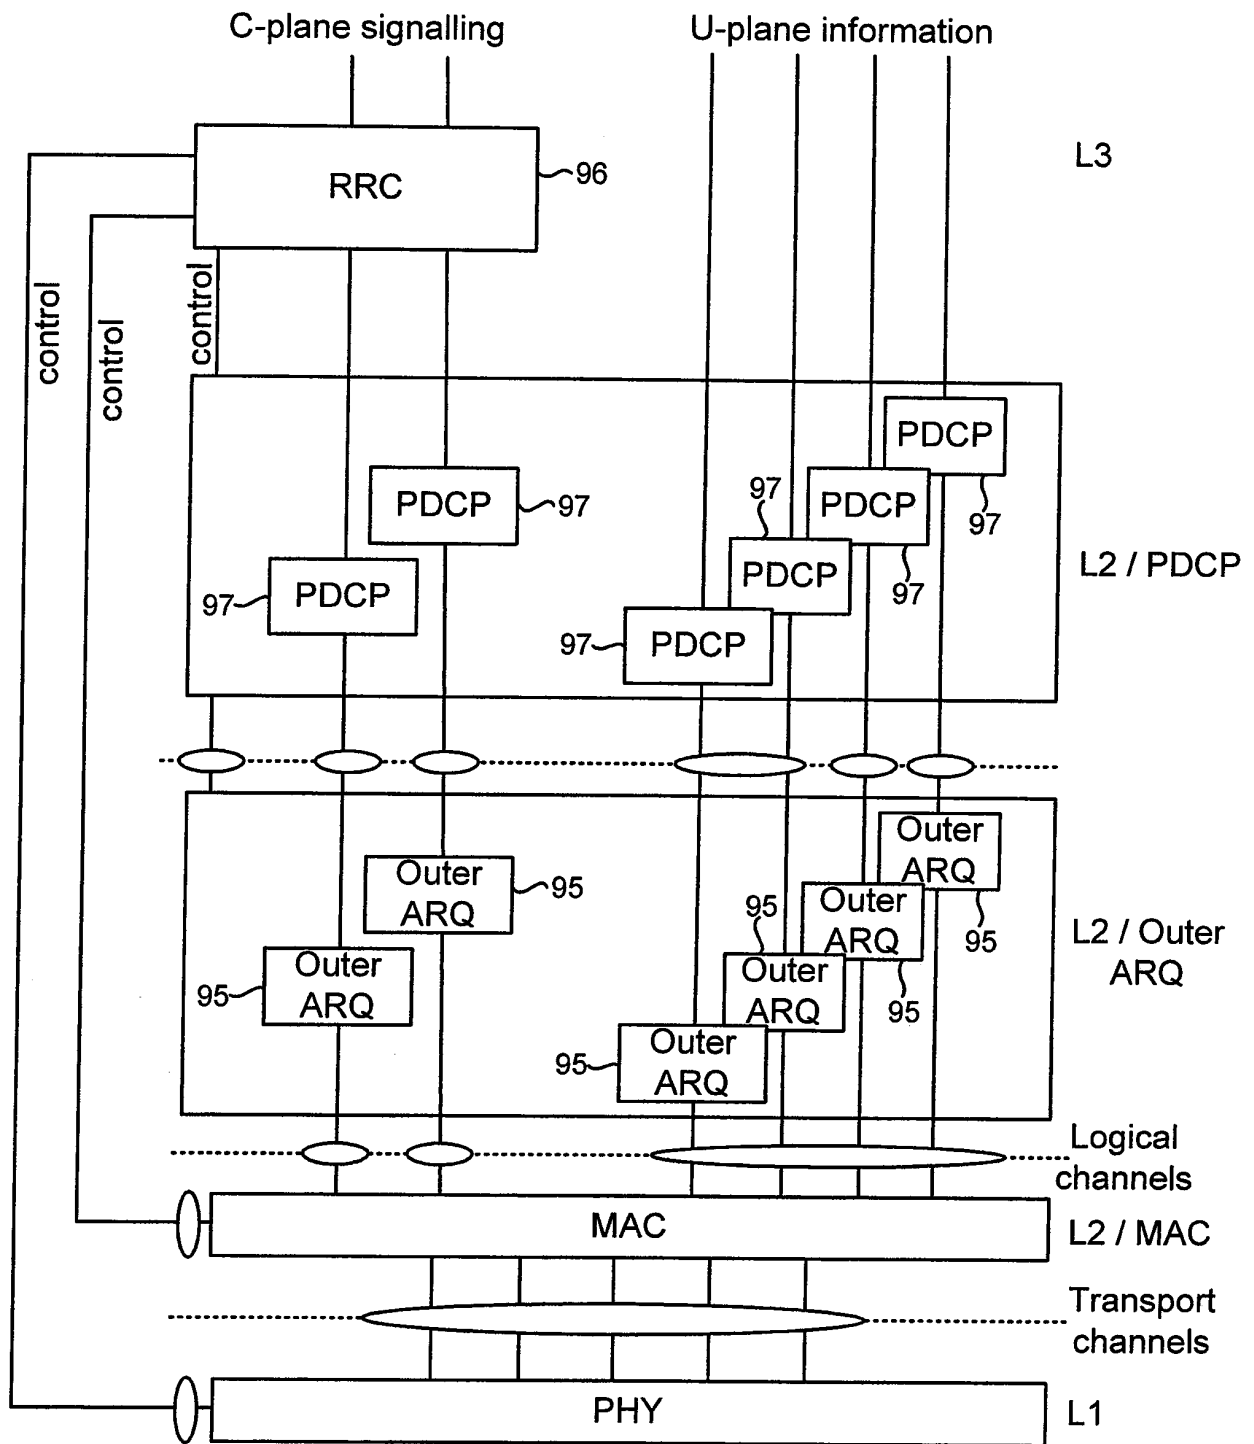 C-plane signalling
U-plane information
RRC
96
L3
control
control
control
PDCP
97
PDCP
97
PDCP
97
PDCP
97
PDCP
97
PDCP
97
L2 / PDCP
Outer
ARQ
95
Outer
ARQ
95
Outer
ARQ
95
Outer
ARQ
95
Outer
ARQ
95
Outer
ARQ
95
L2 / Outer
ARQ
Logical
channels
MAC
L2 / MAC
Transport
channels
PHY
L1